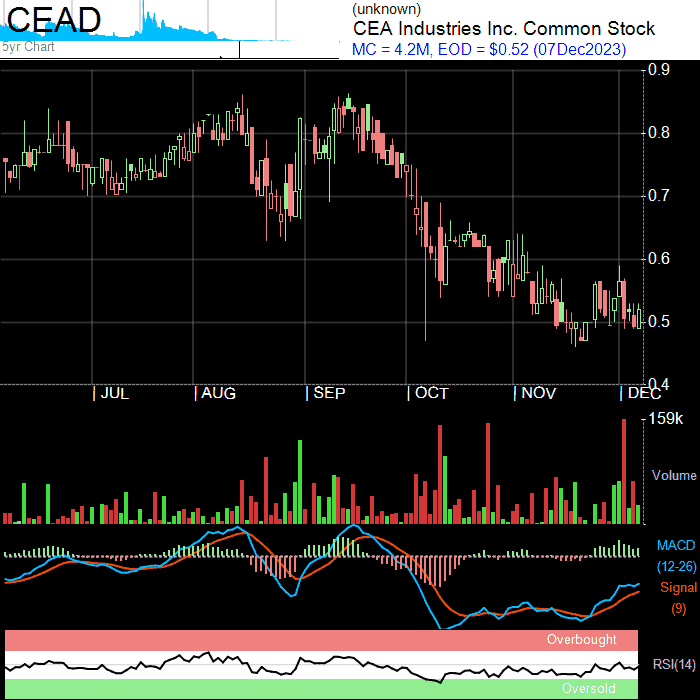 CEAD
(unknown)
CEA Industries Inc. Common Stock
5yr Chart
MC = 4.2M, EOD = $0.52 (07Dec2023)
0.9
0.8
0.7
0.6
0.5
0.4
JUL
AUG
SEP
OCT
NOV
DEC
159k
Volume
MACD
(12-26)
Signal
(9)
Overbought
RSI(14)
Oversold